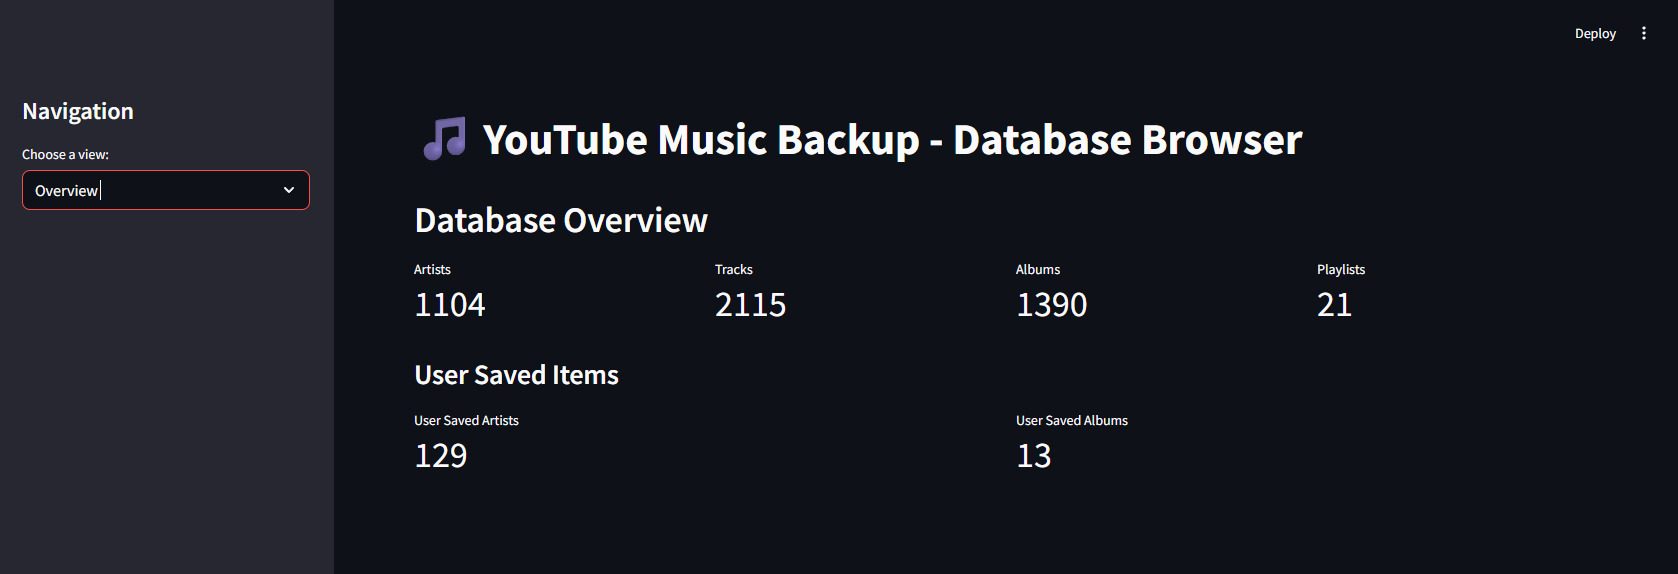 Deploy
Navigation
Choose a view:
Overview
YouTube Music Backup - Database Browser
Database Overview
Artists
Tracks
Albums
Playlists
1104
2115
1390
21
User Saved Items
User Saved Artists
User Saved Albums
129
13